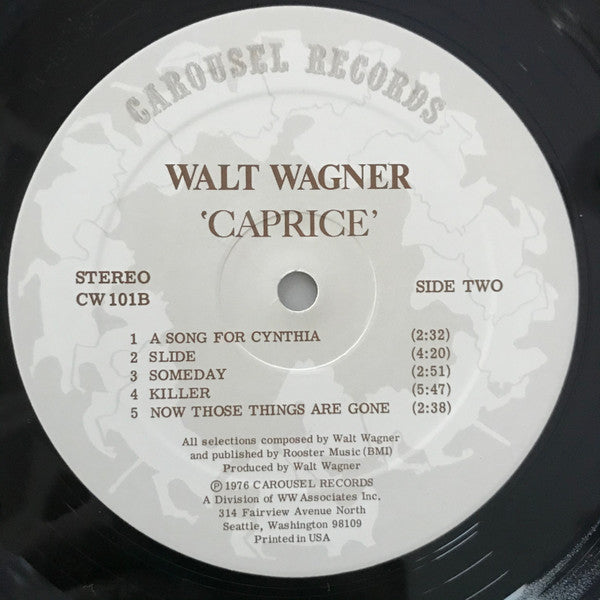 CAROUSEL RECORDS
WALT WAGNER
‘CAPRICE’
STEREO
CW 101B
SIDE TWO
1 A SONG FOR CYNTHIA (2:32)
2 SLIDE (4:20)
3 SOMEDAY (2:51)
4 KILLER (5:47)
5 NOW THOSE THINGS ARE GONE (2:38)
All selections composed by Walt Wagner
and published by Rooster Music (BMI)
Produced by Walt Wagner
℗ 1976 CAROUSEL RECORDS
A Division of WW Associates Inc.
314 Fairview Avenue North
Seattle, Washington 98109
Printed in USA